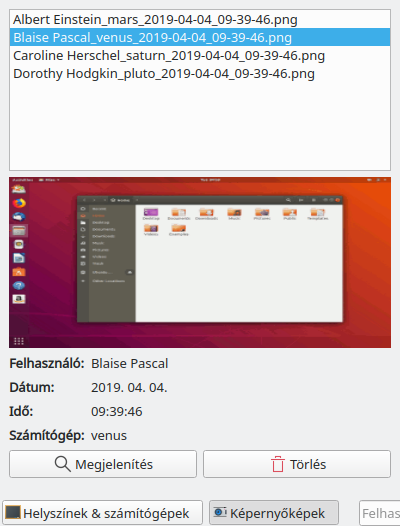 Albert Einstein_mars_2019-04-04_09-39-46.png
Blaise Pascal_venus_2019-04-04_09-39-46.png
Caroline Herschel_saturn_2019-04-04_09-39-46.png
Dorothy Hodgkin_pluto_2019-04-04_09-39-46.png
Felhasználó: Blaise Pascal
Dátum: 2019. 04. 04.
Idő: 09:39:46
Számítógép: venus
Megjelenítés Törlés
Helyszínek & számítógépek Képernyőképek Felhas